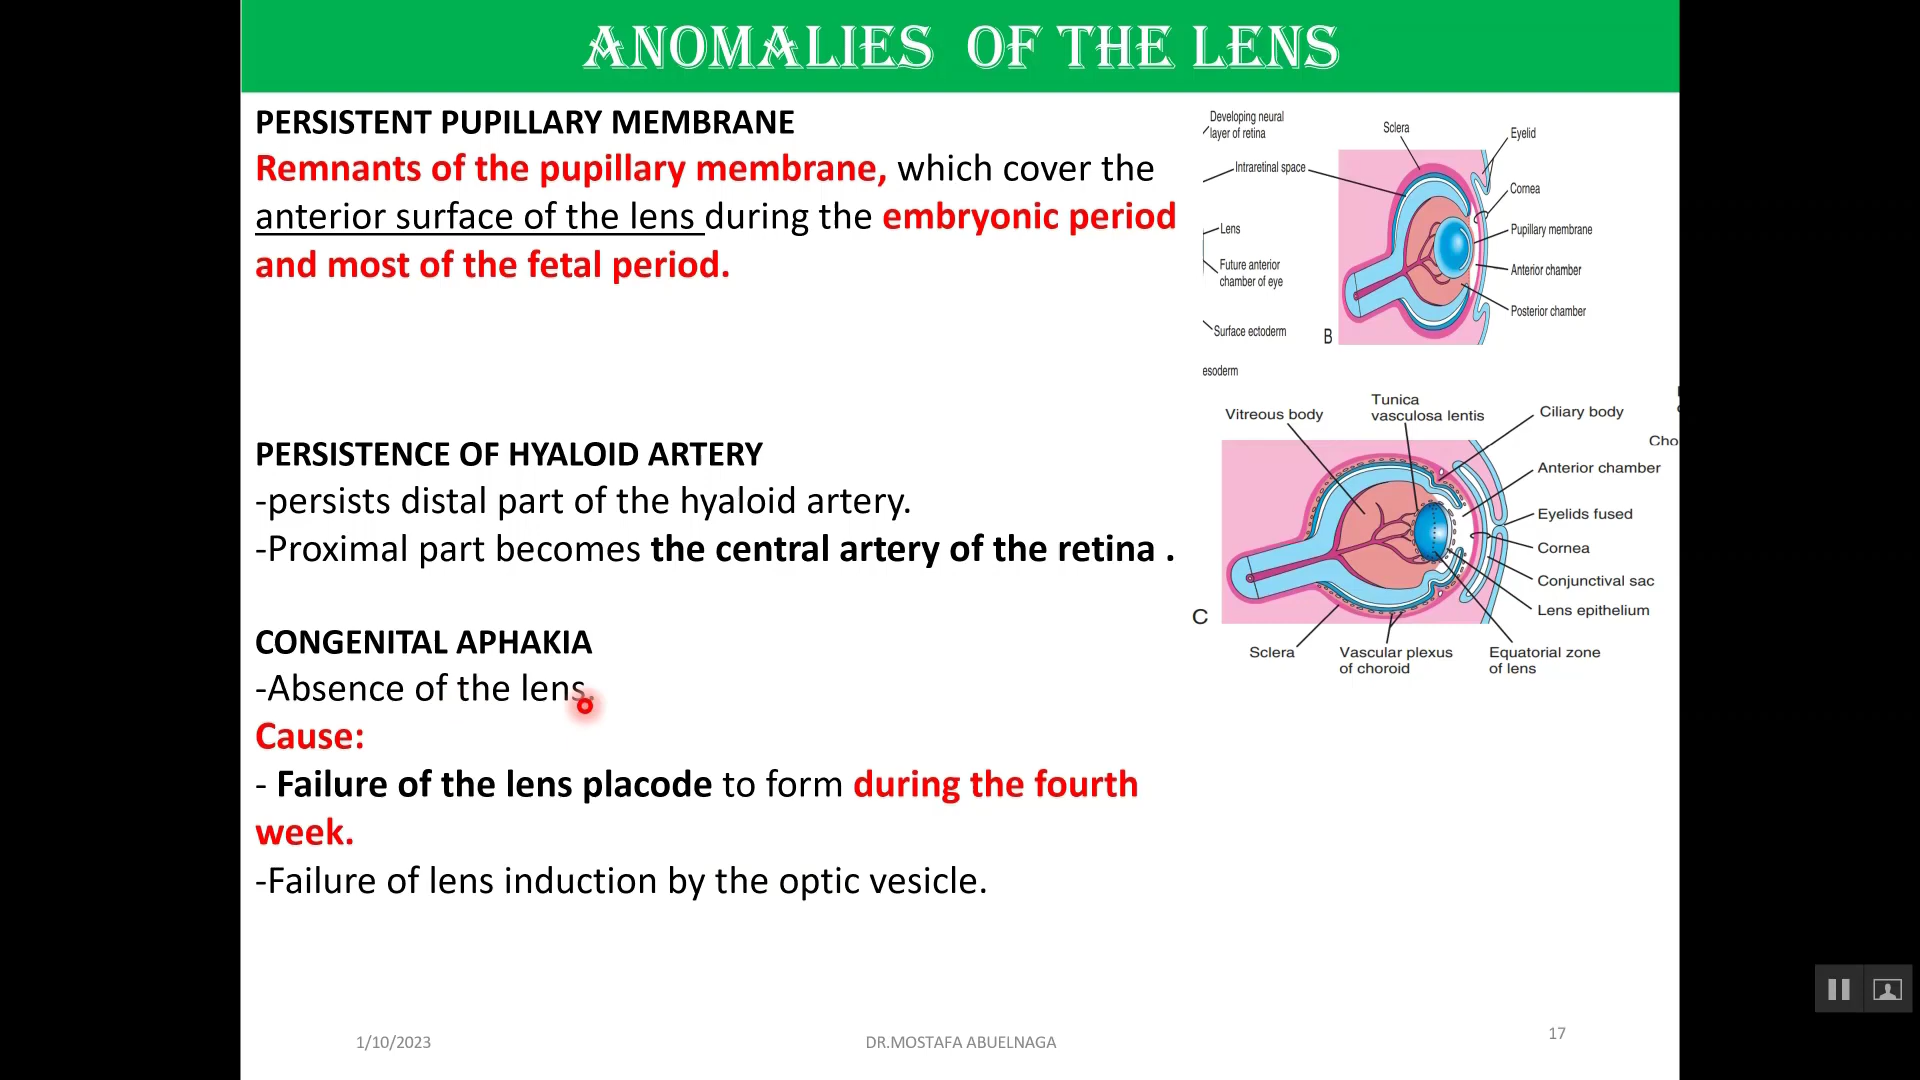 ANOMALIES OF THE LENS
PERSISTENT PUPILLARY MEMBRANE
Remnants of the pupillary membrane, which cover the
anterior surface of the lens during the embryonic period
and most of the fetal period.
PERSISTENCE OF HYALOID ARTERY
-persists distal part of the hyaloid artery.
-Proximal part becomes the central artery of the retina .
CONGENITAL APHAKIA
-Absence of the lens.
Cause:
- Failure of the lens placode to form during the fourth
week.
-Failure of lens induction by the optic vesicle.
Developing neural
layer of retina
Intraretinal space
Lens
Future anterior
chamber of eye
Surface ectoderm
esoderm
Sclera
Eyelid
Cornea
Pupillary membrane
Anterior chamber
Posterior chamber
B
Vitreous body
Tunica
vasculosa lentis
Ciliary body
Cho
Anterior chamber
Eyelids fused
Cornea
Conjunctival sac
Lens epithelium
C
Sclera
Vascular plexus
of choroid
Equatorial zone
of lens
1/10/2023
DR.MOSTAFA ABUELNAGA
17